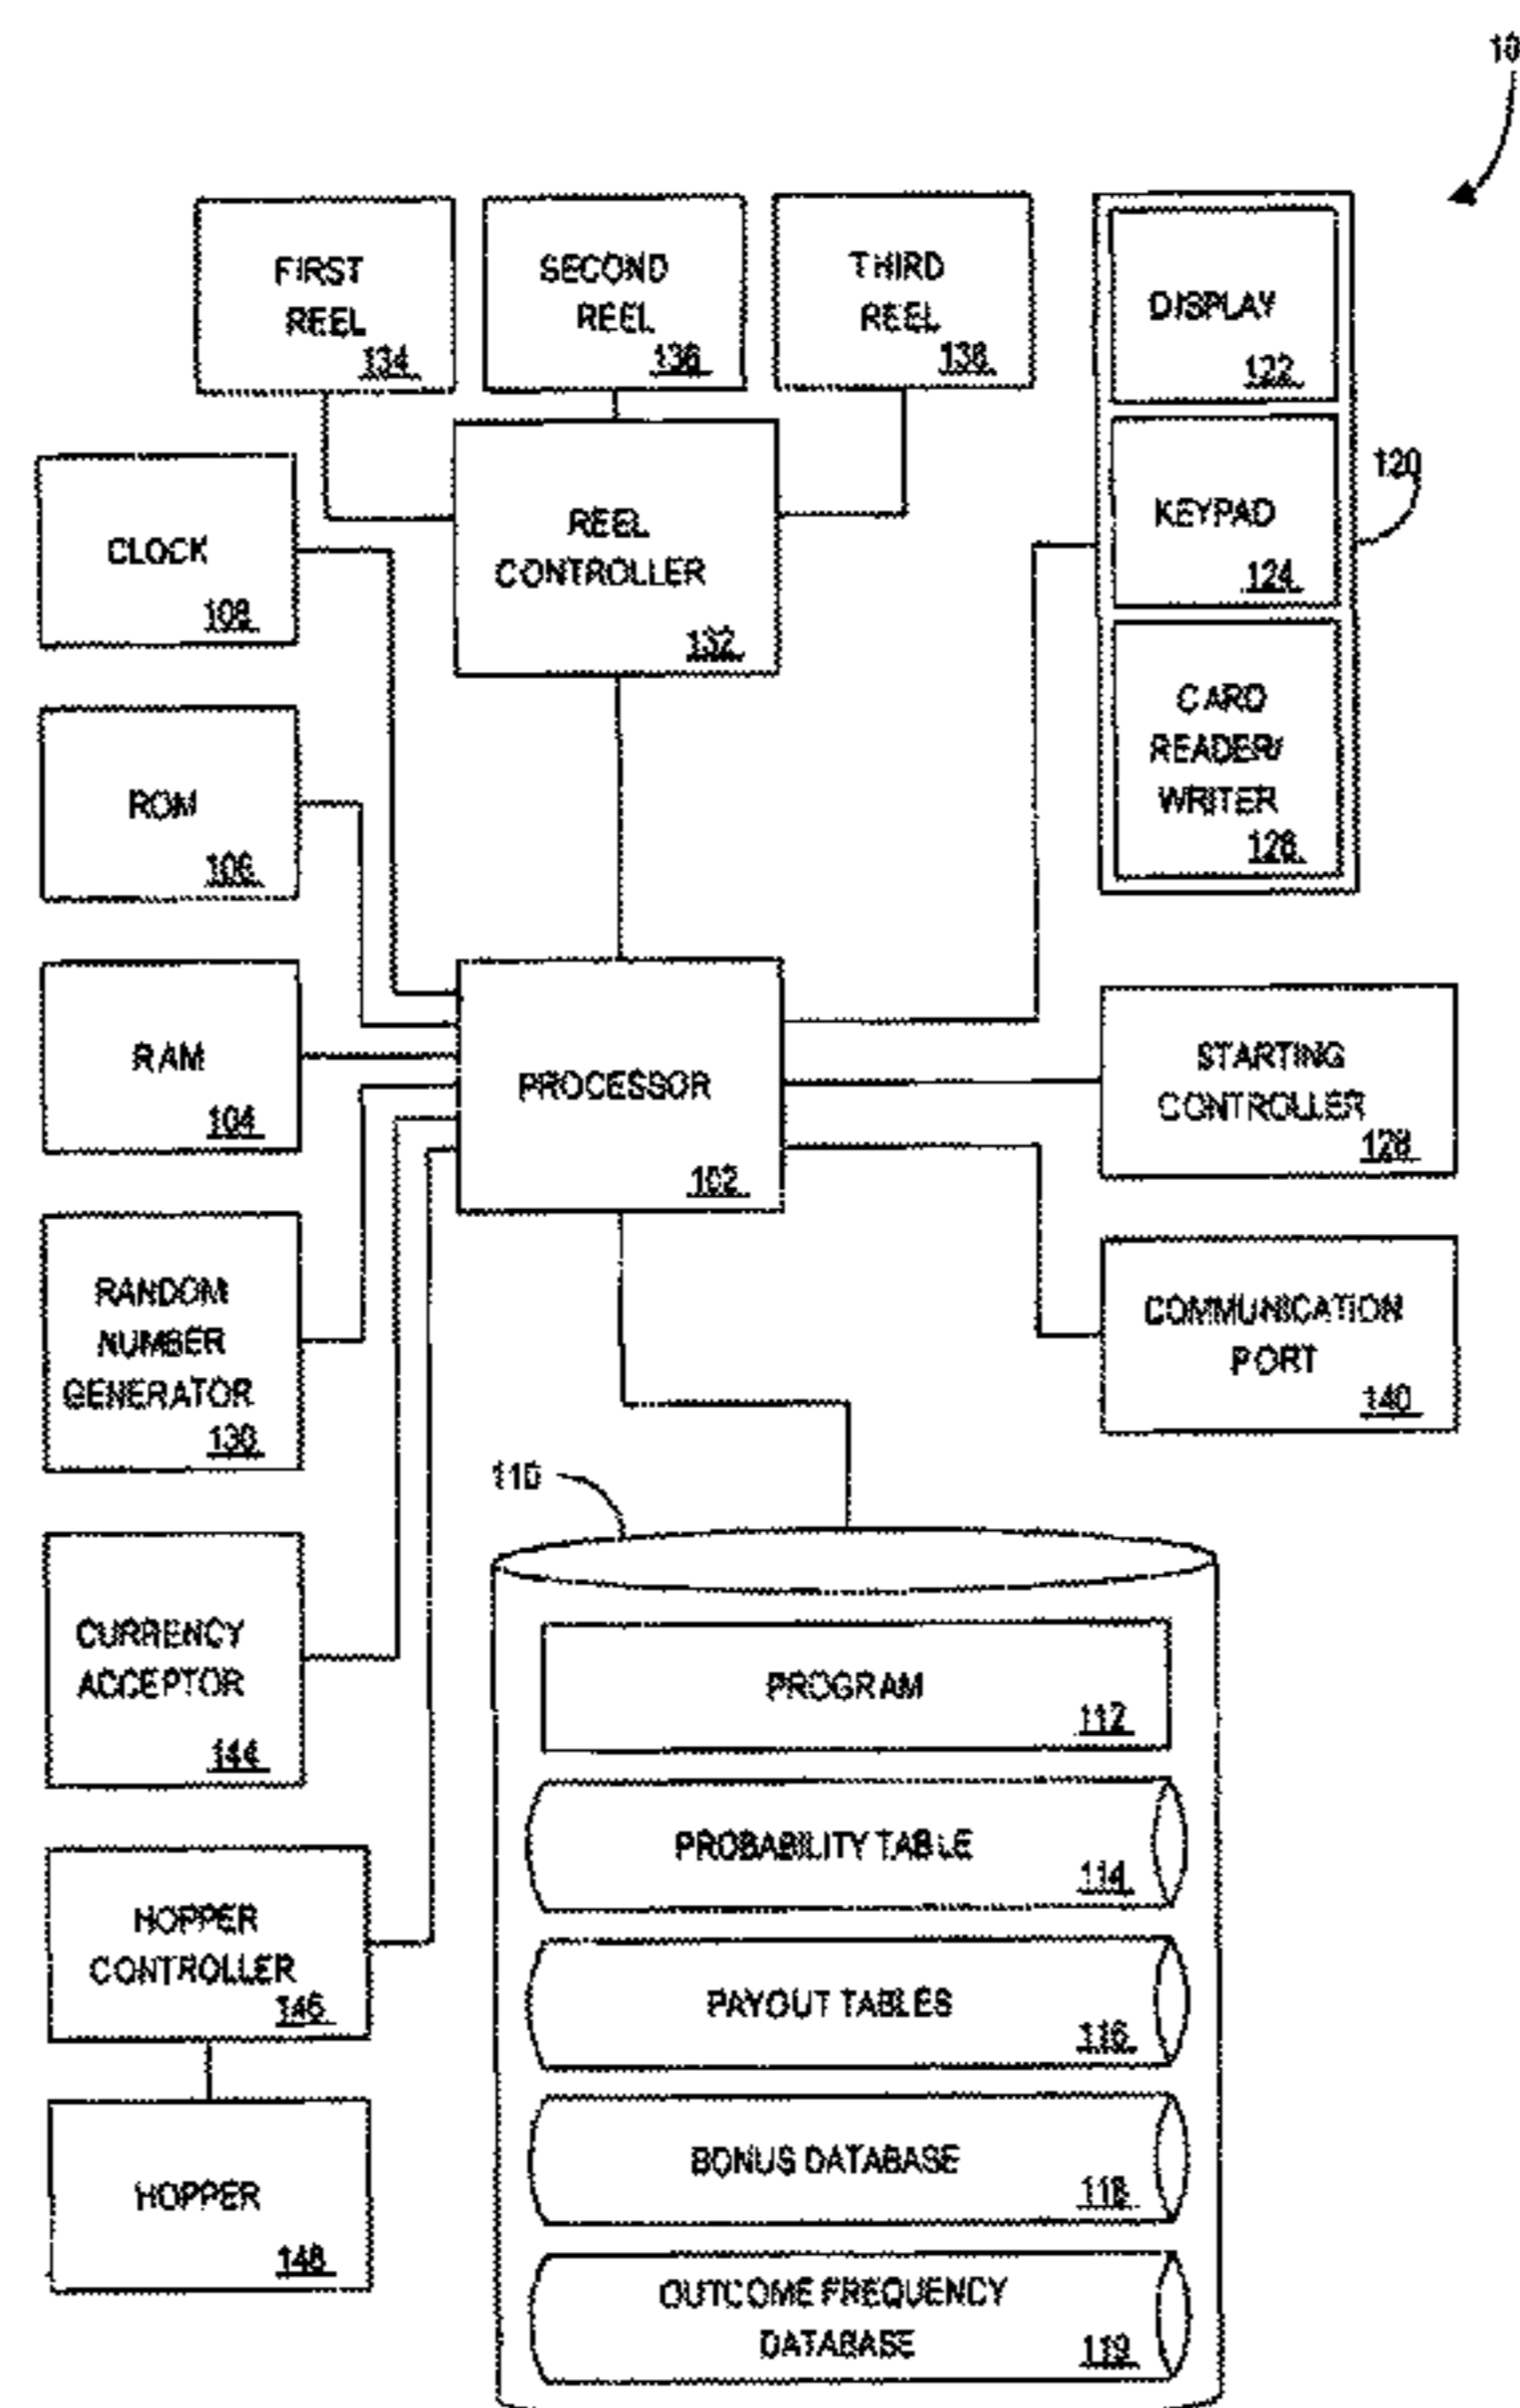 10
FIRST
REEL
134
SECOND
REEL
136
THIRD
REEL
138
DISPLAY
122
KEYPAD
124
120
CARD
READER/
WRITER
126
CLOCK
108
REEL
CONTROLLER
132
ROM
106
RAM
104
PROCESSOR
102
STARTING
CONTROLLER
128
RANDOM
NUMBER
GENERATOR
130
COMMUNICATION
PORT
140
110
CURRENCY
ACCEPTOR
144
PROGRAM
112
PROBABILITY TABLE
114
HOPPER
CONTROLLER
146
PAYOUT TABLES
116
HOPPER
148
BONUS DATABASE
118
OUTCOME FREQUENCY
DATABASE
119